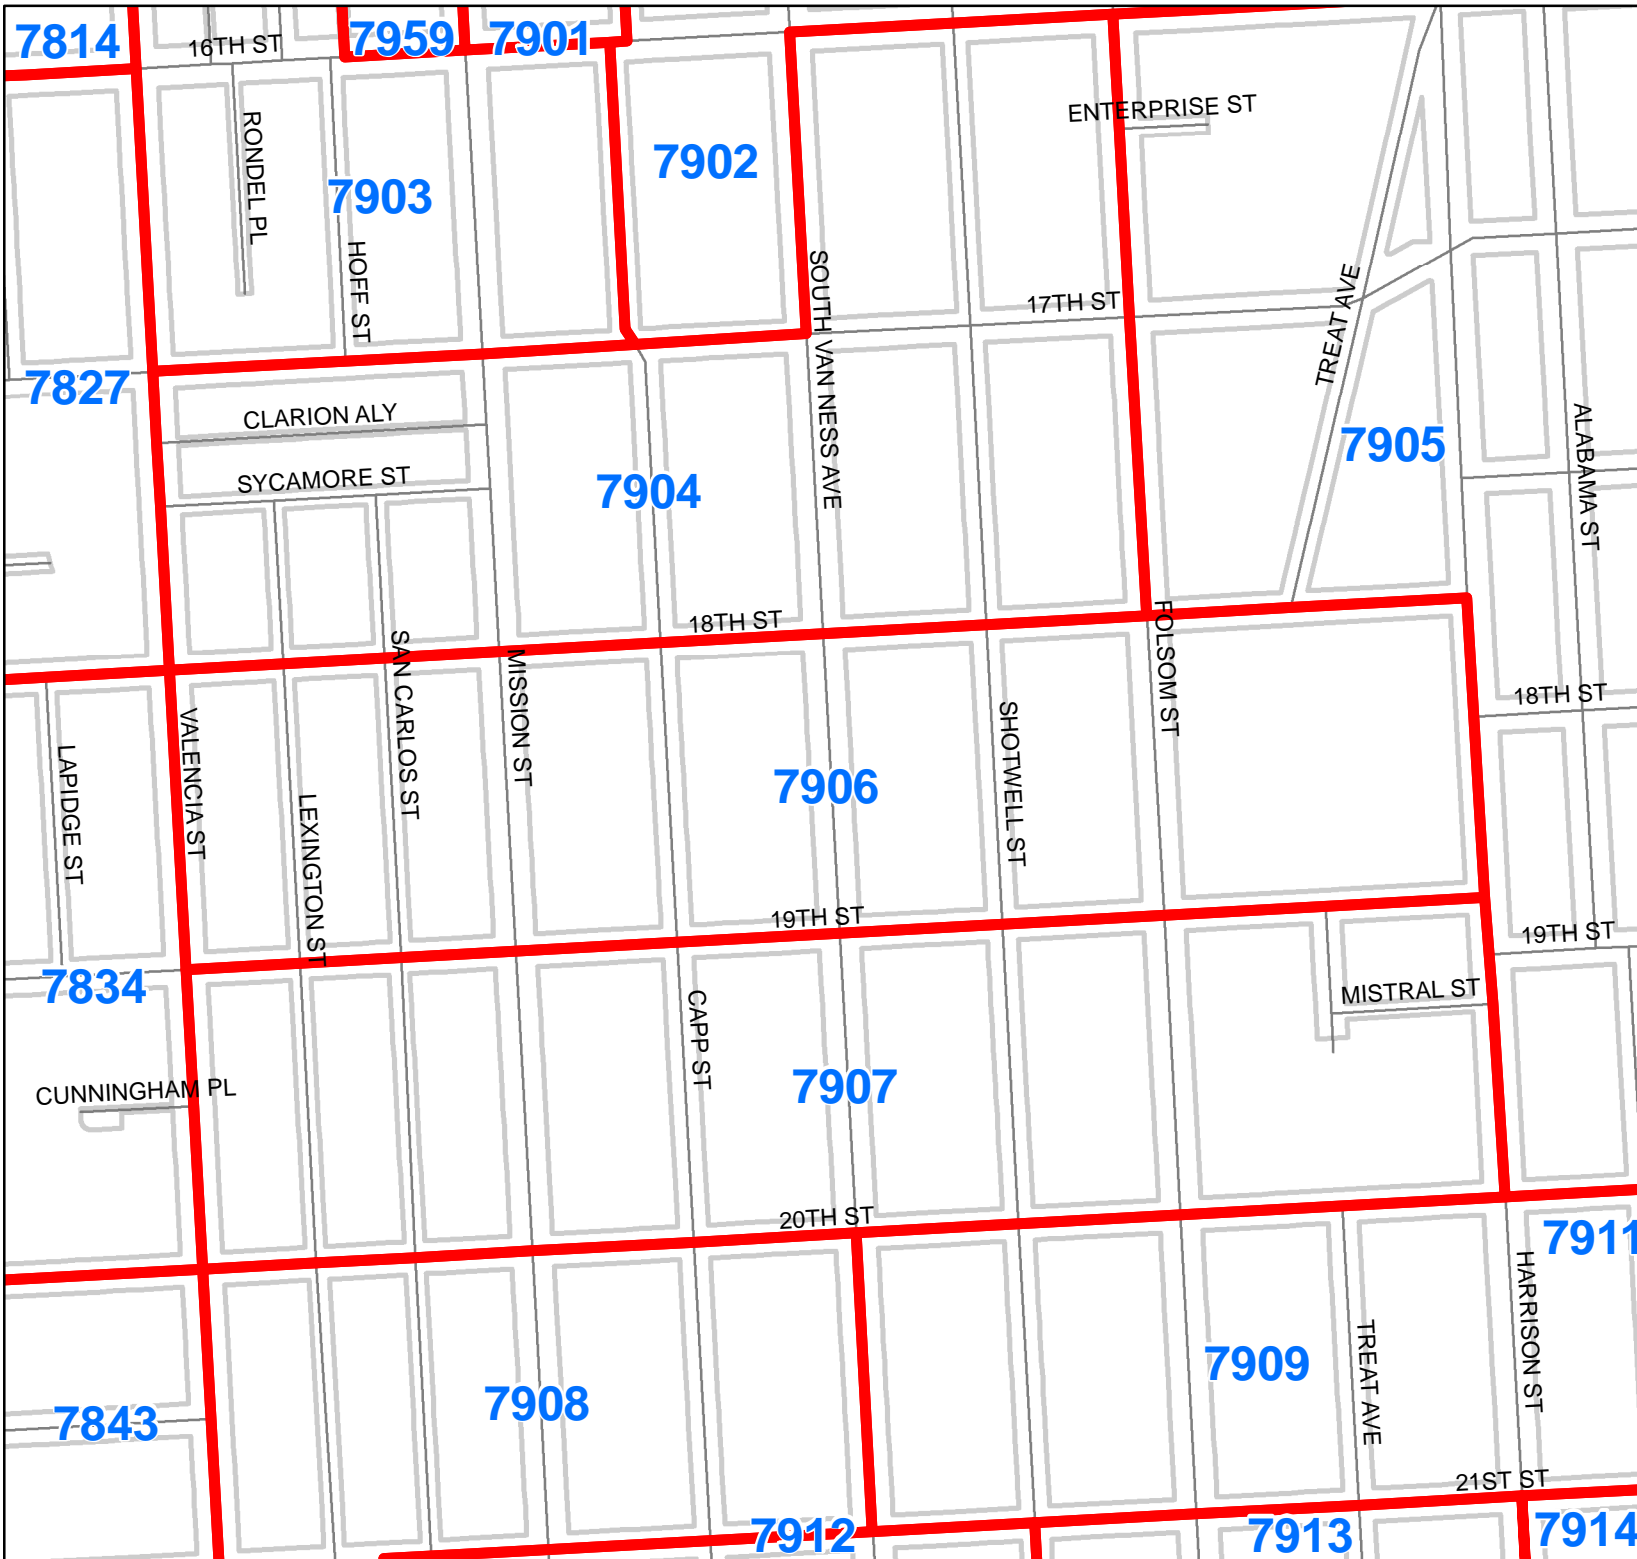 7814
16TH ST
7959
7901
RONDEL PL
7903
HOFF ST
7902
ENTERPRISE ST
SOUTH VAN NESS AVE
17TH ST
TREAT AVE
7827
CLARION ALY
SYCAMORE ST
7904
7905
ALABAMA ST
18TH ST
SAN CARLOS ST
MISSION ST
FOLSOM ST
18TH ST
LAPIDGE ST
VALENCIA ST
LEXINGTON ST
7906
SHOTWELL ST
19TH ST
19TH ST
7834
CAPP ST
MISTRAL ST
CUNNINGHAM PL
7907
20TH ST
7911
HARRISON ST
7909
TREAT AVE
7908
7843
21ST ST
7912
7913
7914